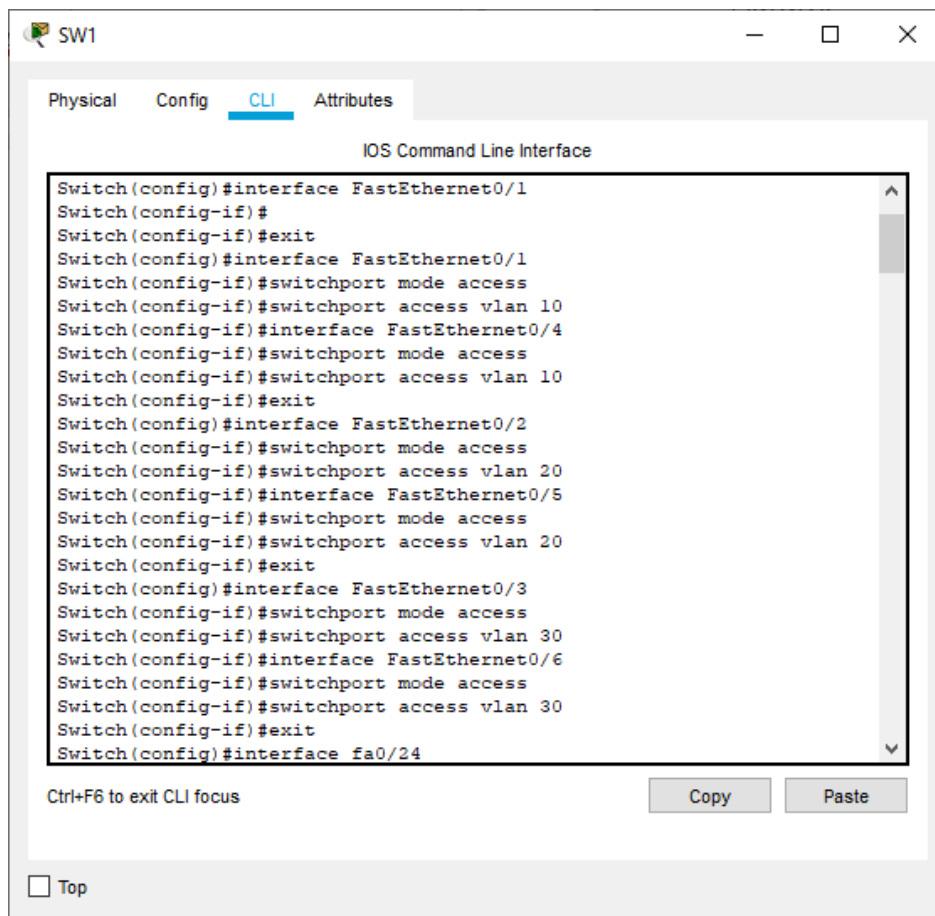 SW1
Physical Config CLI Attributes
IOS Command Line Interface
Switch(config)#interface FastEthernet0/1
Switch(config-if)#
Switch(config-if)#exit
Switch(config)#interface FastEthernet0/1
Switch(config-if)#switchport mode access
Switch(config-if)#switchport access vlan 10
Switch(config-if)#interface FastEthernet0/4
Switch(config-if)#switchport mode access
Switch(config-if)#switchport access vlan 10
Switch(config-if)#exit
Switch(config)#interface FastEthernet0/2
Switch(config-if)#switchport mode access
Switch(config-if)#switchport access vlan 20
Switch(config-if)#interface FastEthernet0/5
Switch(config-if)#switchport mode access
Switch(config-if)#switchport access vlan 20
Switch(config-if)#exit
Switch(config)#interface FastEthernet0/3
Switch(config-if)#switchport mode access
Switch(config-if)#switchport access vlan 30
Switch(config-if)#interface FastEthernet0/6
Switch(config-if)#switchport mode access
Switch(config-if)#switchport access vlan 30
Switch(config-if)#exit
Switch(config)#interface fa0/24
Ctrl+F6 to exit CLI focus Copy Paste
Top